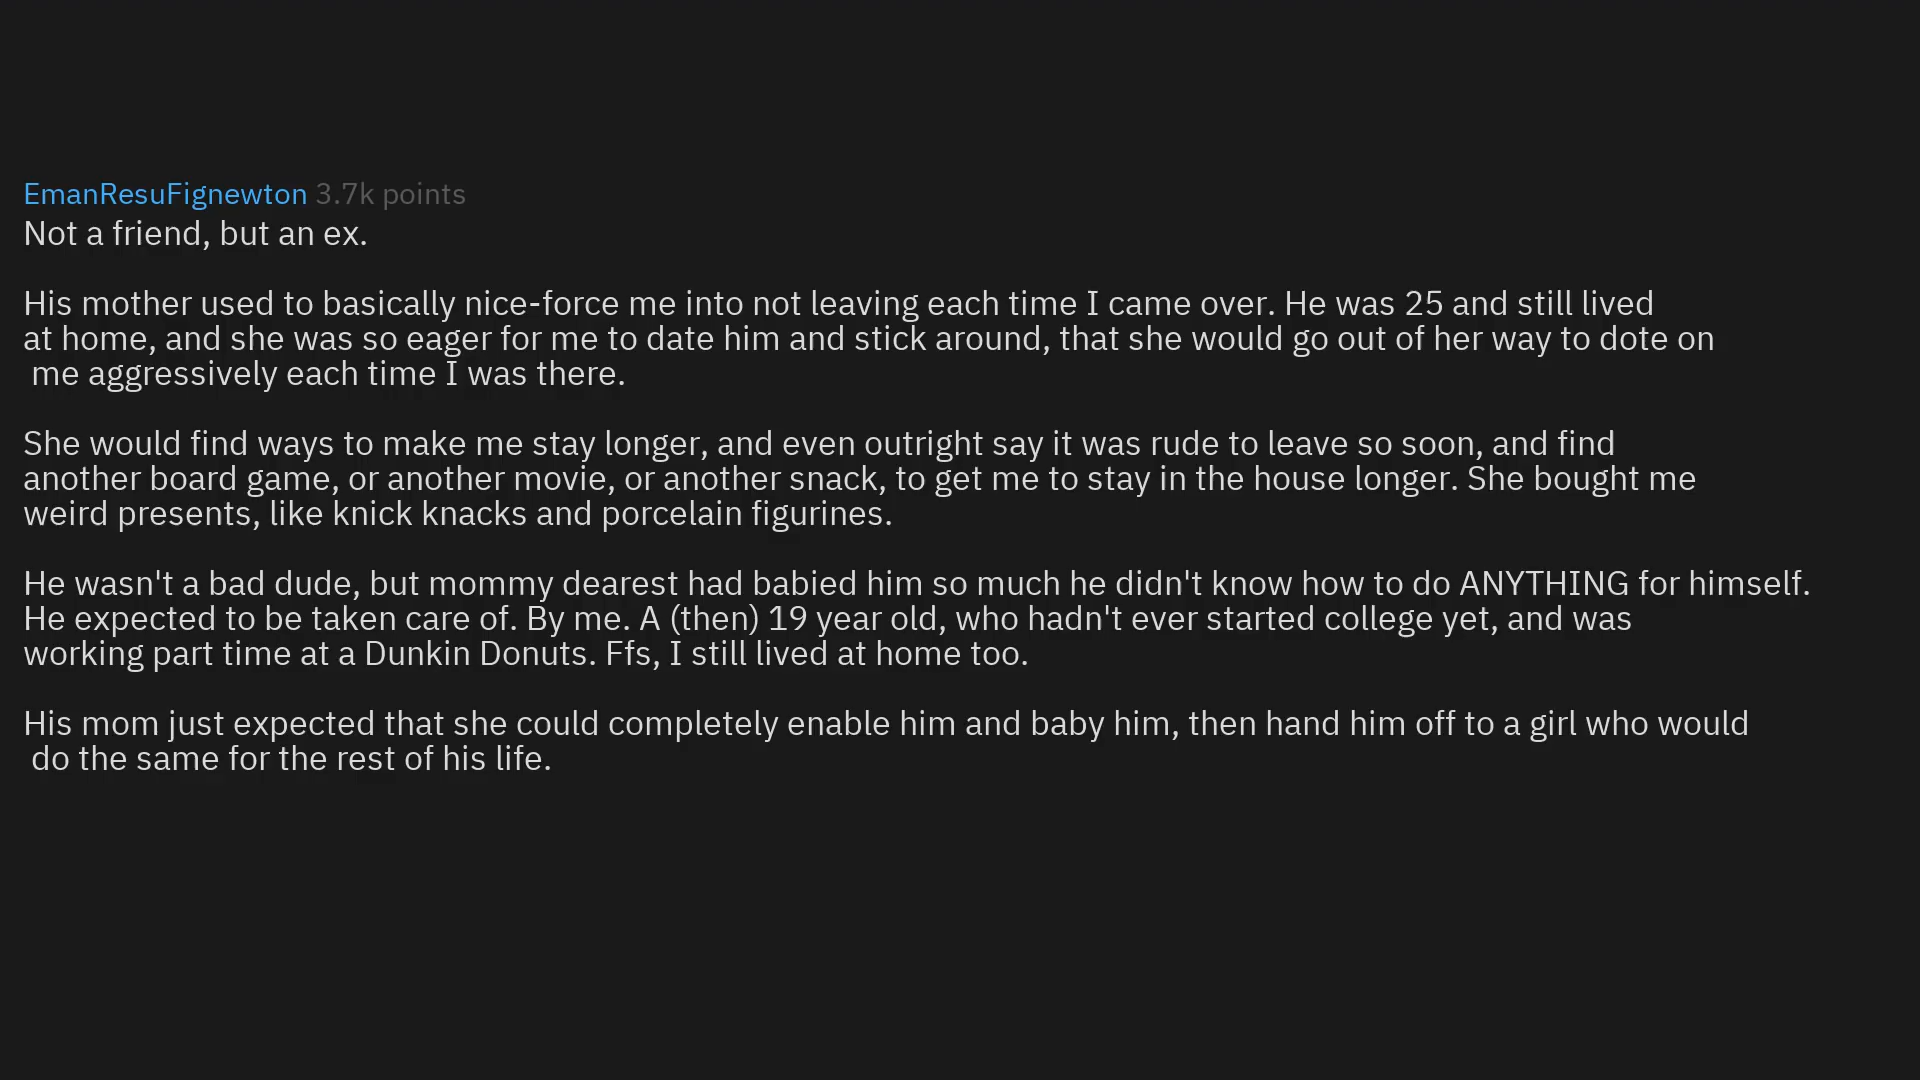 EmanResuFignewton 3.7k points
Not a friend, but an ex.
His mother used to basically nice-force me into not leaving each time I came over. He was 25 and still lived
at home, and she was so eager for me to date him and stick around, that she would go out of her way to dote on
me aggressively each time I was there.
She would find ways to make me stay longer, and even outright say it was rude to leave so soon, and find
another board game, or another movie, or another snack, to get me to stay in the house longer. She bought me
weird presents, like knick knacks and porcelain figurines.
He wasn't a bad dude, but mommy dearest had babied him so much he didn't know how to do ANYTHING for himself.
He expected to be taken care of. By me. A (then) 19 year old, who hadn't ever started college yet, and was
working part time at a Dunkin Donuts. Ffs, I still lived at home too.
His mom just expected that she could completely enable him and baby him, then hand him off to a girl who would
do the same for the rest of his life.